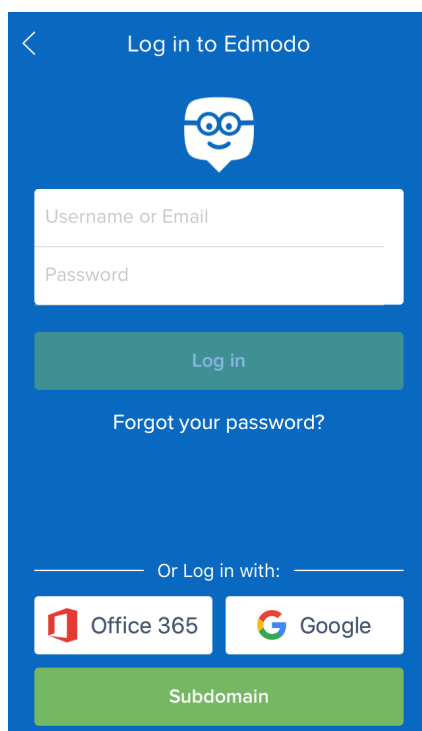 Log in to Edmodo
Username or Email
Password
Log in
Forgot your password?
Or Log in with:
Office 365
Google
Subdomain